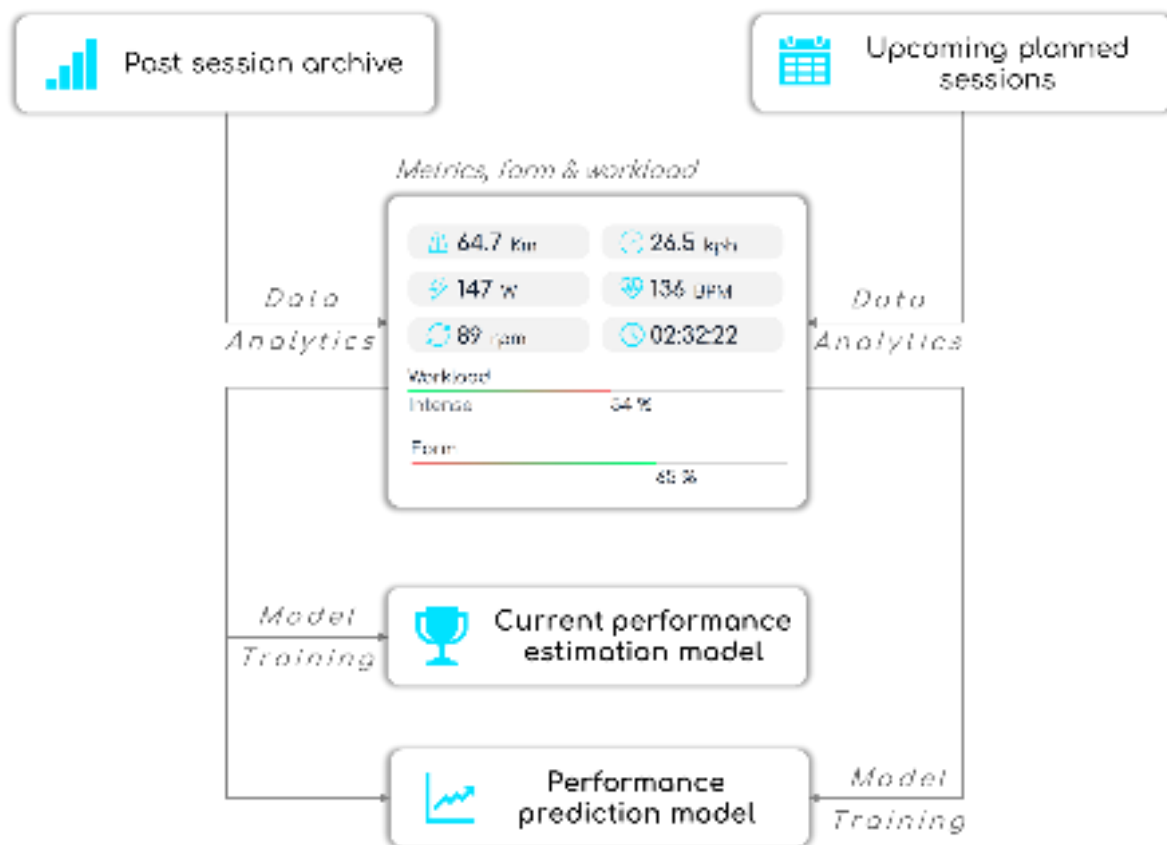 Past session archive
Upcoming planned
sessions
Metrics, form & workload
64.7 Km
26.5 kph
147 W
136 BPM
89 rpm
02:32:22
Data
Analytics
Data
Analytics
Workload
Intense
54 %
Form
65 %
Model
Training
Current performance
estimation model
Performance
prediction model
Model
Training